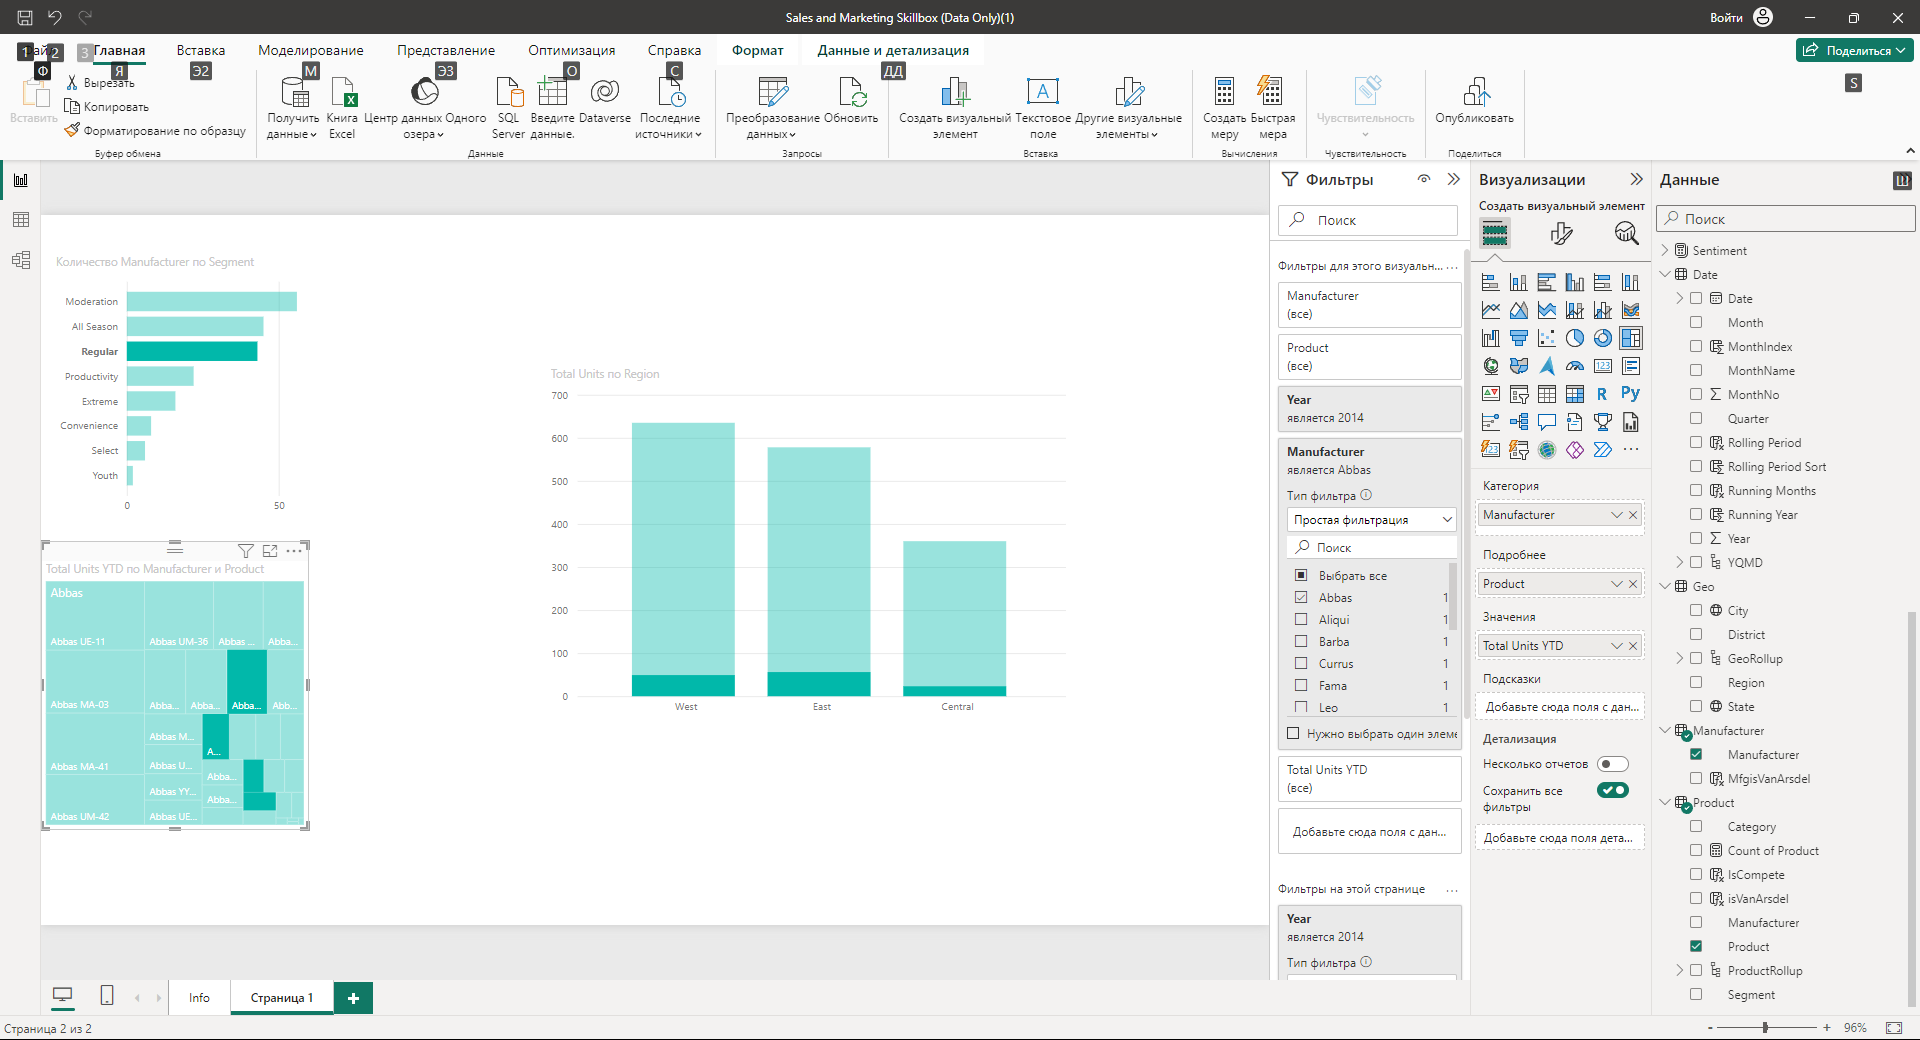 Sales and Marketing Skillbox (Data Only)(1)
Войти
1
2
3
Главная
Вставка
Моделирование
Представление
Оптимизация
Справка
Формат
Данные и детализация
Поделиться
Ф
Я
Э2
М
Э3
О
С
ДД
S
Вставить
Вырезать
Копировать
Форматирование по образцу
Буфер обмена
Получить данные
Книга Excel
Центр данных Одного озера
SQL Server
Введите данные.
Dataverse
Последние источники
Данные
Преобразование данных
Обновить
Запросы
Создать визуальный элемент
Текстовое поле
Другие визуальные элементы
Вставка
Создать меру
Быстрая мера
Вычисления
Чувствительность
Чувствительность
Опубликовать
Поделиться
Количество Manufacturer по Segment
Moderation
All Season
Regular
Productivity
Extreme
Convenience
Select
Youth
0
50
Total Units YTD по Manufacturer и Product
Abbas
Abbas UE-11
Abbas UM-36
Abbas ...
Abba...
Abbas MA-03
Abba...
Abba...
Abba...
Abb...
Abbas M...
A...
Abbas MA-41
Abbas U...
Abba...
Abbas YY...
Abba...
Abbas UM-42
Abbas UE...
Total Units по Region
700
600
500
400
300
200
100
0
West
East
Central
Фильтры
Поиск
Фильтры для этого визуальн...
Manufacturer
(все)
Product
(все)
Year
является 2014
Manufacturer
является Abbas
Тип фильтра
Простая фильтрация
Поиск
Выбрать все
Abbas 1
Aliqui 1
Barba 1
Currus 1
Fama 1
Leo 1
Нужно выбрать один элеме
Total Units YTD
(все)
Добавьте сюда поля с дан...
Фильтры на этой странице
Year
является 2014
Тип фильтра
Визуализации
Создать визуальный элемент
R
Py
123
Категория
Manufacturer
Подробнее
Product
Значения
Total Units YTD
Подсказки
Добавьте сюда поля с дан...
Детализация
Несколько отчетов
Сохранить все фильтры
Добавьте сюда поля дета...
Данные
Ш
Поиск
Sentiment
Date
Date
Month
MonthIndex
MonthName
MonthNo
Quarter
Rolling Period
Rolling Period Sort
Running Months
Running Year
Year
YQMD
Geo
City
District
GeoRollup
Region
State
Manufacturer
Manufacturer
MfgisVanArsdel
Product
Category
Count of Product
IsCompete
isVanArsdel
Manufacturer
Product
ProductRollup
Segment
Info
Страница 1
Страница 2 из 2
- + 96%